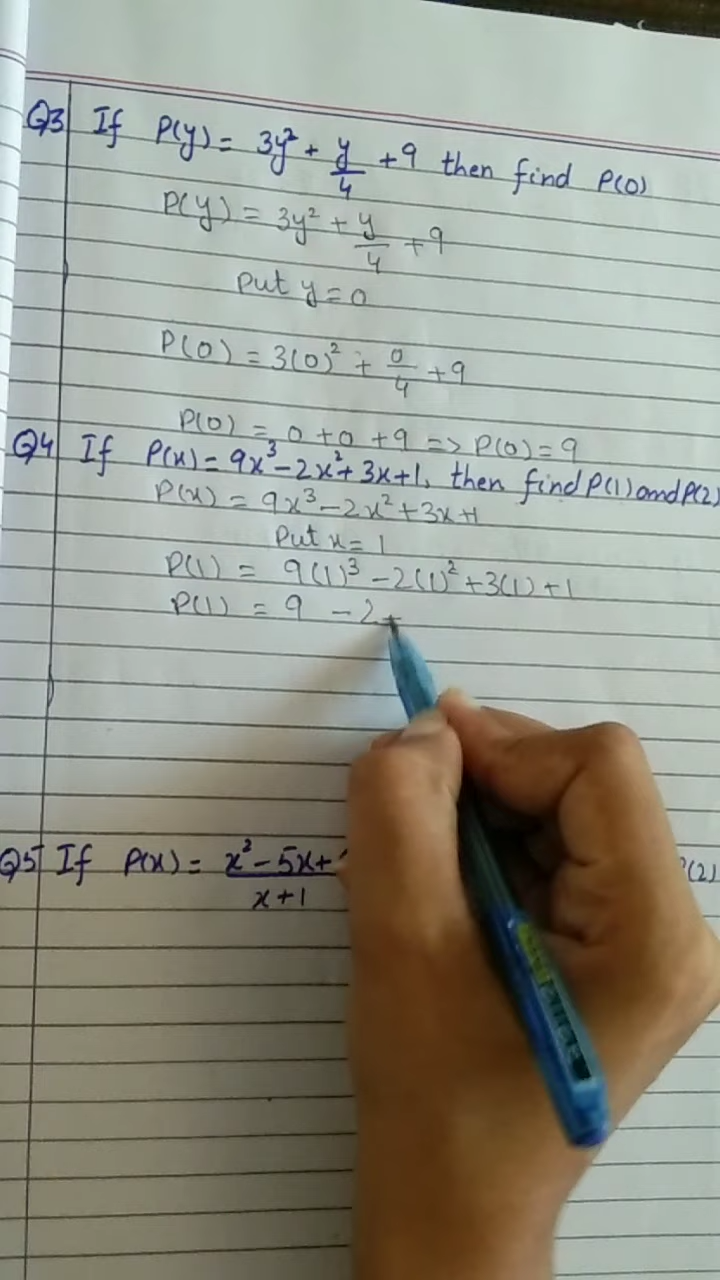 Q3 If P(y) = 3y² + y/4 + 9 then find P(0)
P(y) = 3y² + y/4 + 9
Put y = 0
P(0) = 3(0)² + 0/4 + 9
P(0) = 0 + 0 + 9 => P(0) = 9
Q4 If P(x) = 9x³ - 2x² + 3x + 1, then find P(1) and P(2)
P(x) = 9x³ - 2x² + 3x + 1
Put x = 1
P(1) = 9(1)³ - 2(1)² + 3(1) + 1
P(1) = 9 - 2 +
Q5 If P(x) = x² - 5x + 
x + 1
(2)